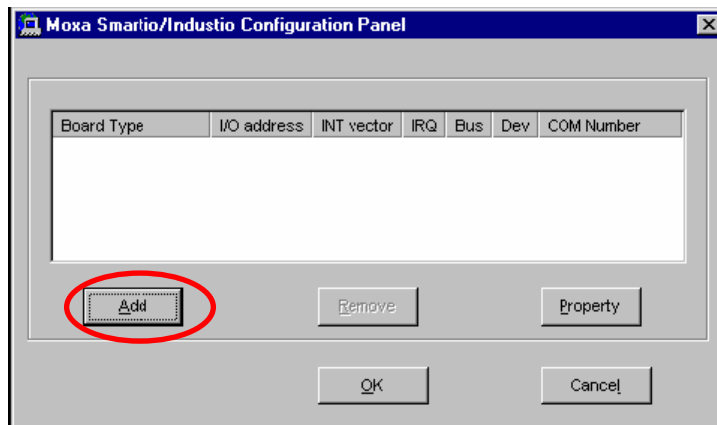 Moxa Smartio/Industio Configuration Panel
Board Type I/O address INT vector IRQ Bus Dev COM Number
Add Remove Property
OK Cancel